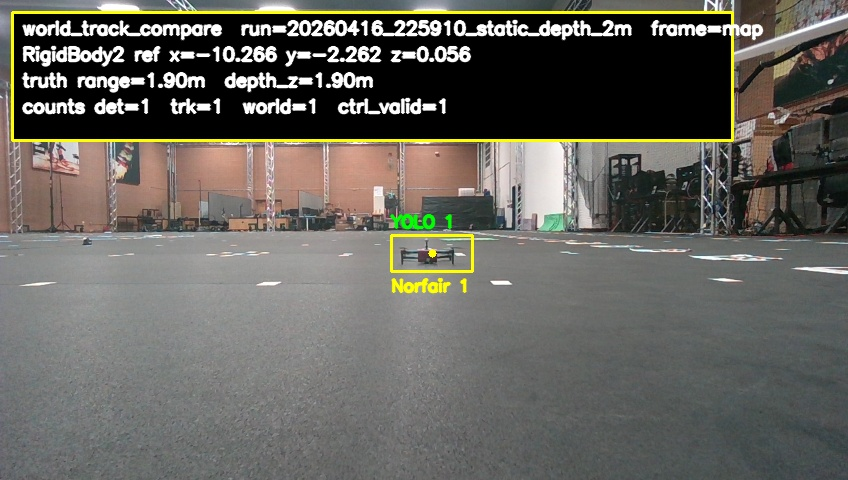 world_track_compare run=20260416_225910_static_depth_2m frame=map
RigidBody2 ref x=-10.266 y=-2.262 z=0.056
truth range=1.90m depth_z=1.90m
counts det=1 trk=1 world=1 ctrl_valid=1
YOLO 1
Norfair 1